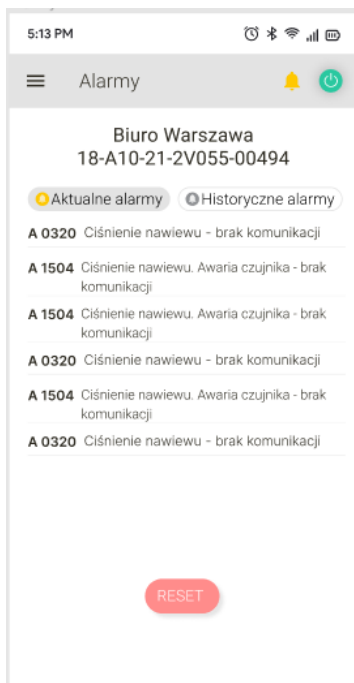 5:13 PM
Alarmy
Biuro Warszawa
18-A10-21-2V055-00494
Aktualne alarmy Historyczne alarmy
A 0320 Ciśnienie nawiewu - brak komunikacji
A 1504 Ciśnienie nawiewu. Awaria czujnika - brak
komunikacji
A 1504 Ciśnienie nawiewu. Awaria czujnika - brak
komunikacji
A 0320 Ciśnienie nawiewu - brak komunikacji
A 1504 Ciśnienie nawiewu. Awaria czujnika - brak
komunikacji
A 0320 Ciśnienie nawiewu - brak komunikacji
RESET